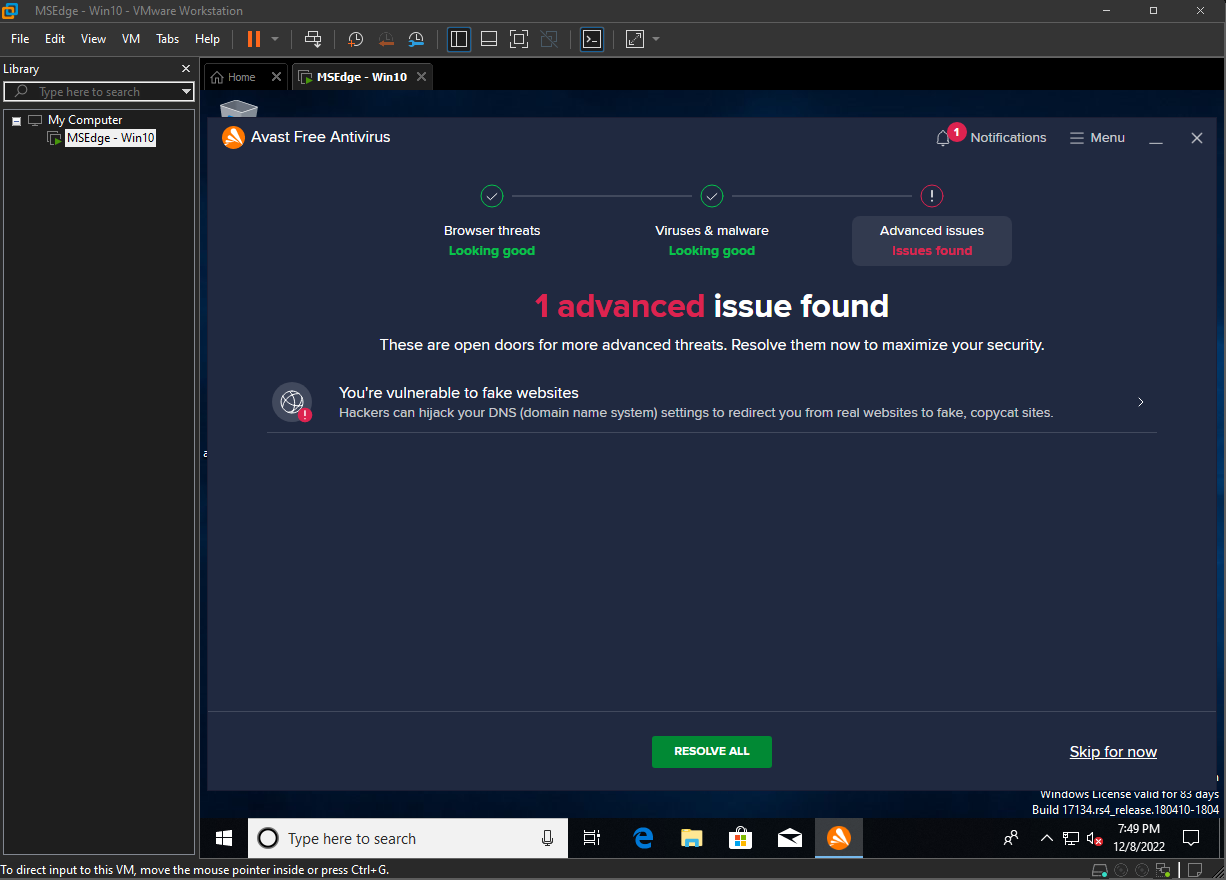 MSEdge - Win10 - VMware Workstation
File Edit View VM Tabs Help
Library
Type here to search
My Computer
MSEdge - Win10
Home
MSEdge - Win10
Avast Free Antivirus
1 Notifications
Menu
Browser threats
Looking good
Viruses & malware
Looking good
Advanced issues
Issues found
1 advanced issue found
These are open doors for more advanced threats. Resolve them now to maximize your security.
You're vulnerable to fake websites
Hackers can hijack your DNS (domain name system) settings to redirect you from real websites to fake, copycat sites.
RESOLVE ALL
Skip for now
Windows License valid for 83 days
Build 17134.rs4_release.180410-1804
Type here to search
7:49 PM
12/8/2022
To direct input to this VM, move the mouse pointer inside or press Ctrl+G.